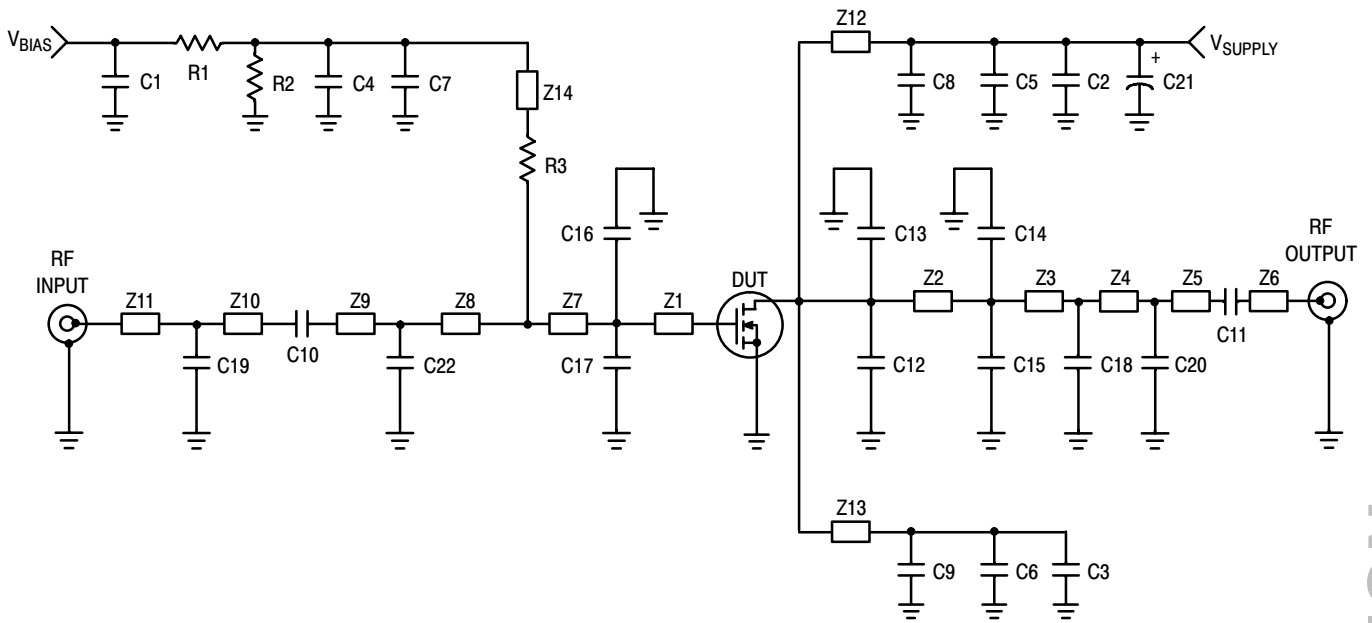 VBIAS
C1
R1
R2
C4
C7
Z14
R3
Z12
C8
C5
C2
+
C21
VSUPPLY
C16
C13
C14
RF
INPUT
Z11
Z10
Z9
Z8
Z7
Z1
DUT
Z2
Z3
Z4
Z5
Z6
RF
OUTPUT
C19
C10
C22
C17
C12
C15
C18
C20
C11
Z13
C9
C6
C3